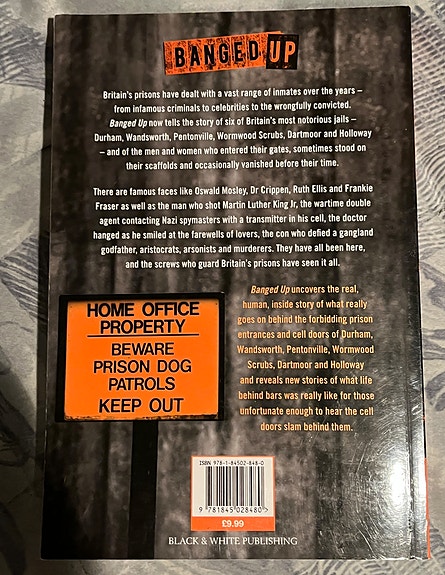 BANGED UP
Britain's prisons have dealt with a vast range of inmates over the years –
from infamous criminals to celebrities to the wrongfully convicted.
Banged Up now tells the story of six of Britain's most notorious jails –
Durham, Wandsworth, Pentonville, Wormwood Scrubs, Dartmoor and Holloway
– and of the men and women who entered their gates, sometimes stood on
their scaffolds and occasionally vanished before their time.
There are famous faces like Oswald Mosley, Dr Crippen, Ruth Ellis and Frankie
Fraser as well as the man who shot Martin Luther King Jr, the wartime double
agent contacting Nazi spymasters with a transmitter in his cell, the doctor
hanged as he smiled at the farewells of lovers, the con who defied a gangland
godfather, aristocrats, arsonists and murderers. They have all been here,
and the screws who guard Britain's prisons have seen it all.
Banged Up uncovers the real,
human, inside story of what really
goes on behind the forbidding prison
entrances and cell doors of Durham,
Wandsworth, Pentonville, Wormwood
Scrubs, Dartmoor and Holloway
and reveals new stories of what life
behind bars was really like for those
unfortunate enough to hear the cell
doors slam behind them.
HOME OFFICE
PROPERTY
BEWARE
PRISON DOG
PATROLS
KEEP OUT
ISBN 978-1-84502-848-0
9 781845 028480 >
£9.99
BLACK & WHITE PUBLISHING